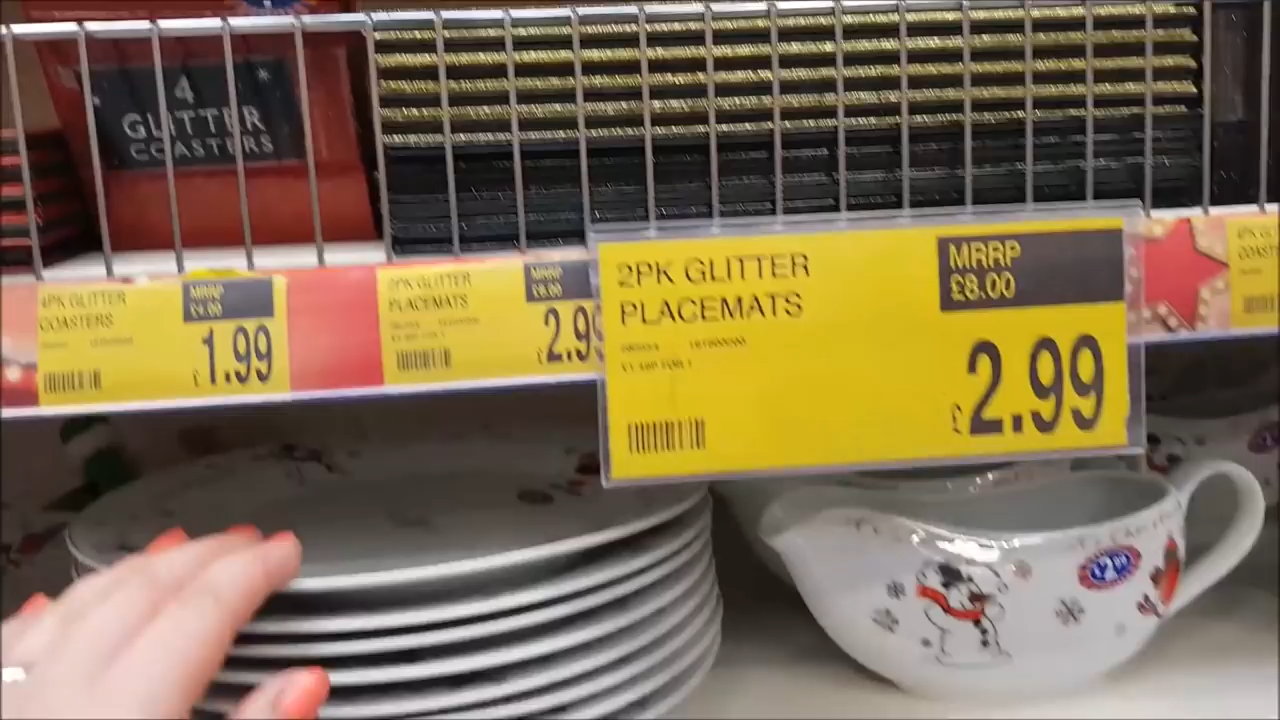 4
GLITTER
COASTERS
4PK GLITTER
COASTERS
MRRP
£4.00
£1.99
2PK GLITTER
PLACEMATS
MRRP
£8.00
£2.99
2PK GLITTER
PLACEMATS
MRRP
£8.00
£2.99
COAST